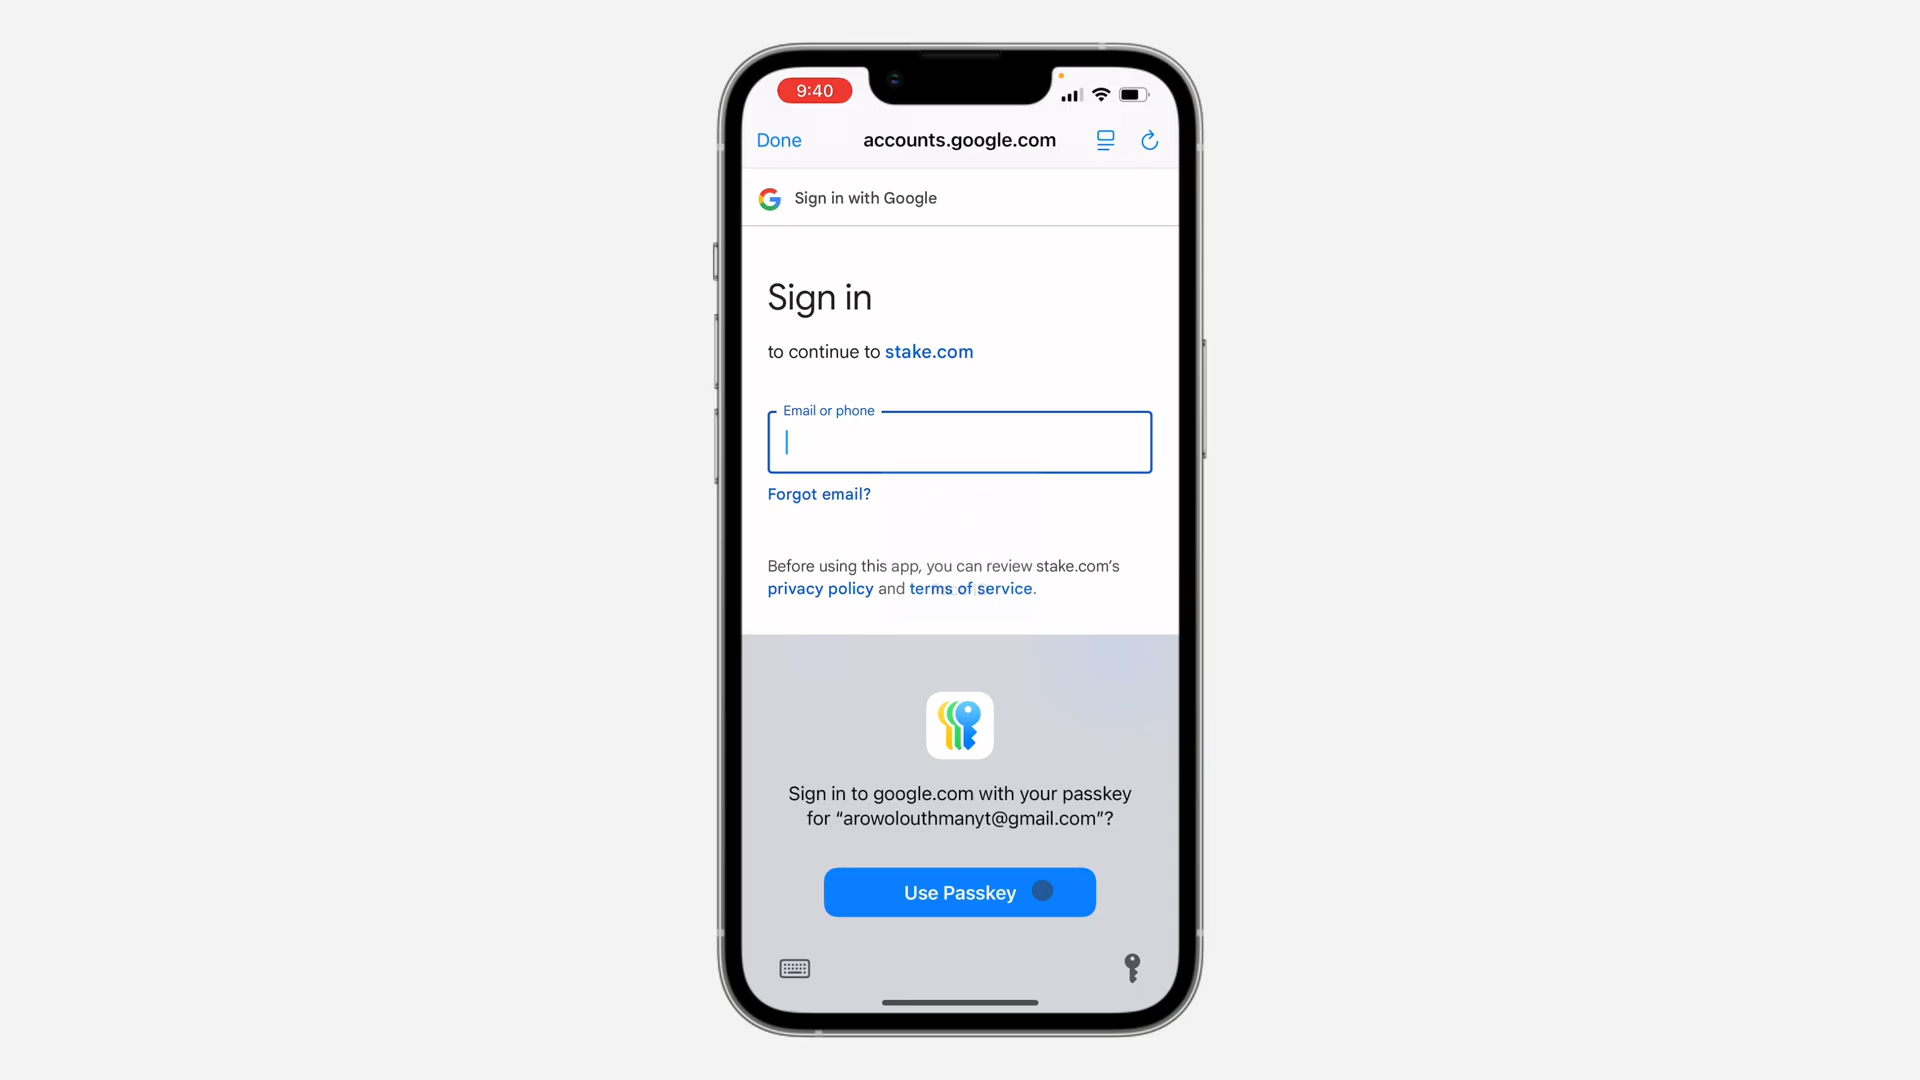 9:40
Done
accounts.google.com
Sign in with Google
Sign in
to continue to stake.com
Email or phone
Forgot email?
Before using this app, you can review stake.com’s
privacy policy and terms of service.
Sign in to google.com with your passkey
for “arowolouthmanyt@gmail.com”?
Use Passkey